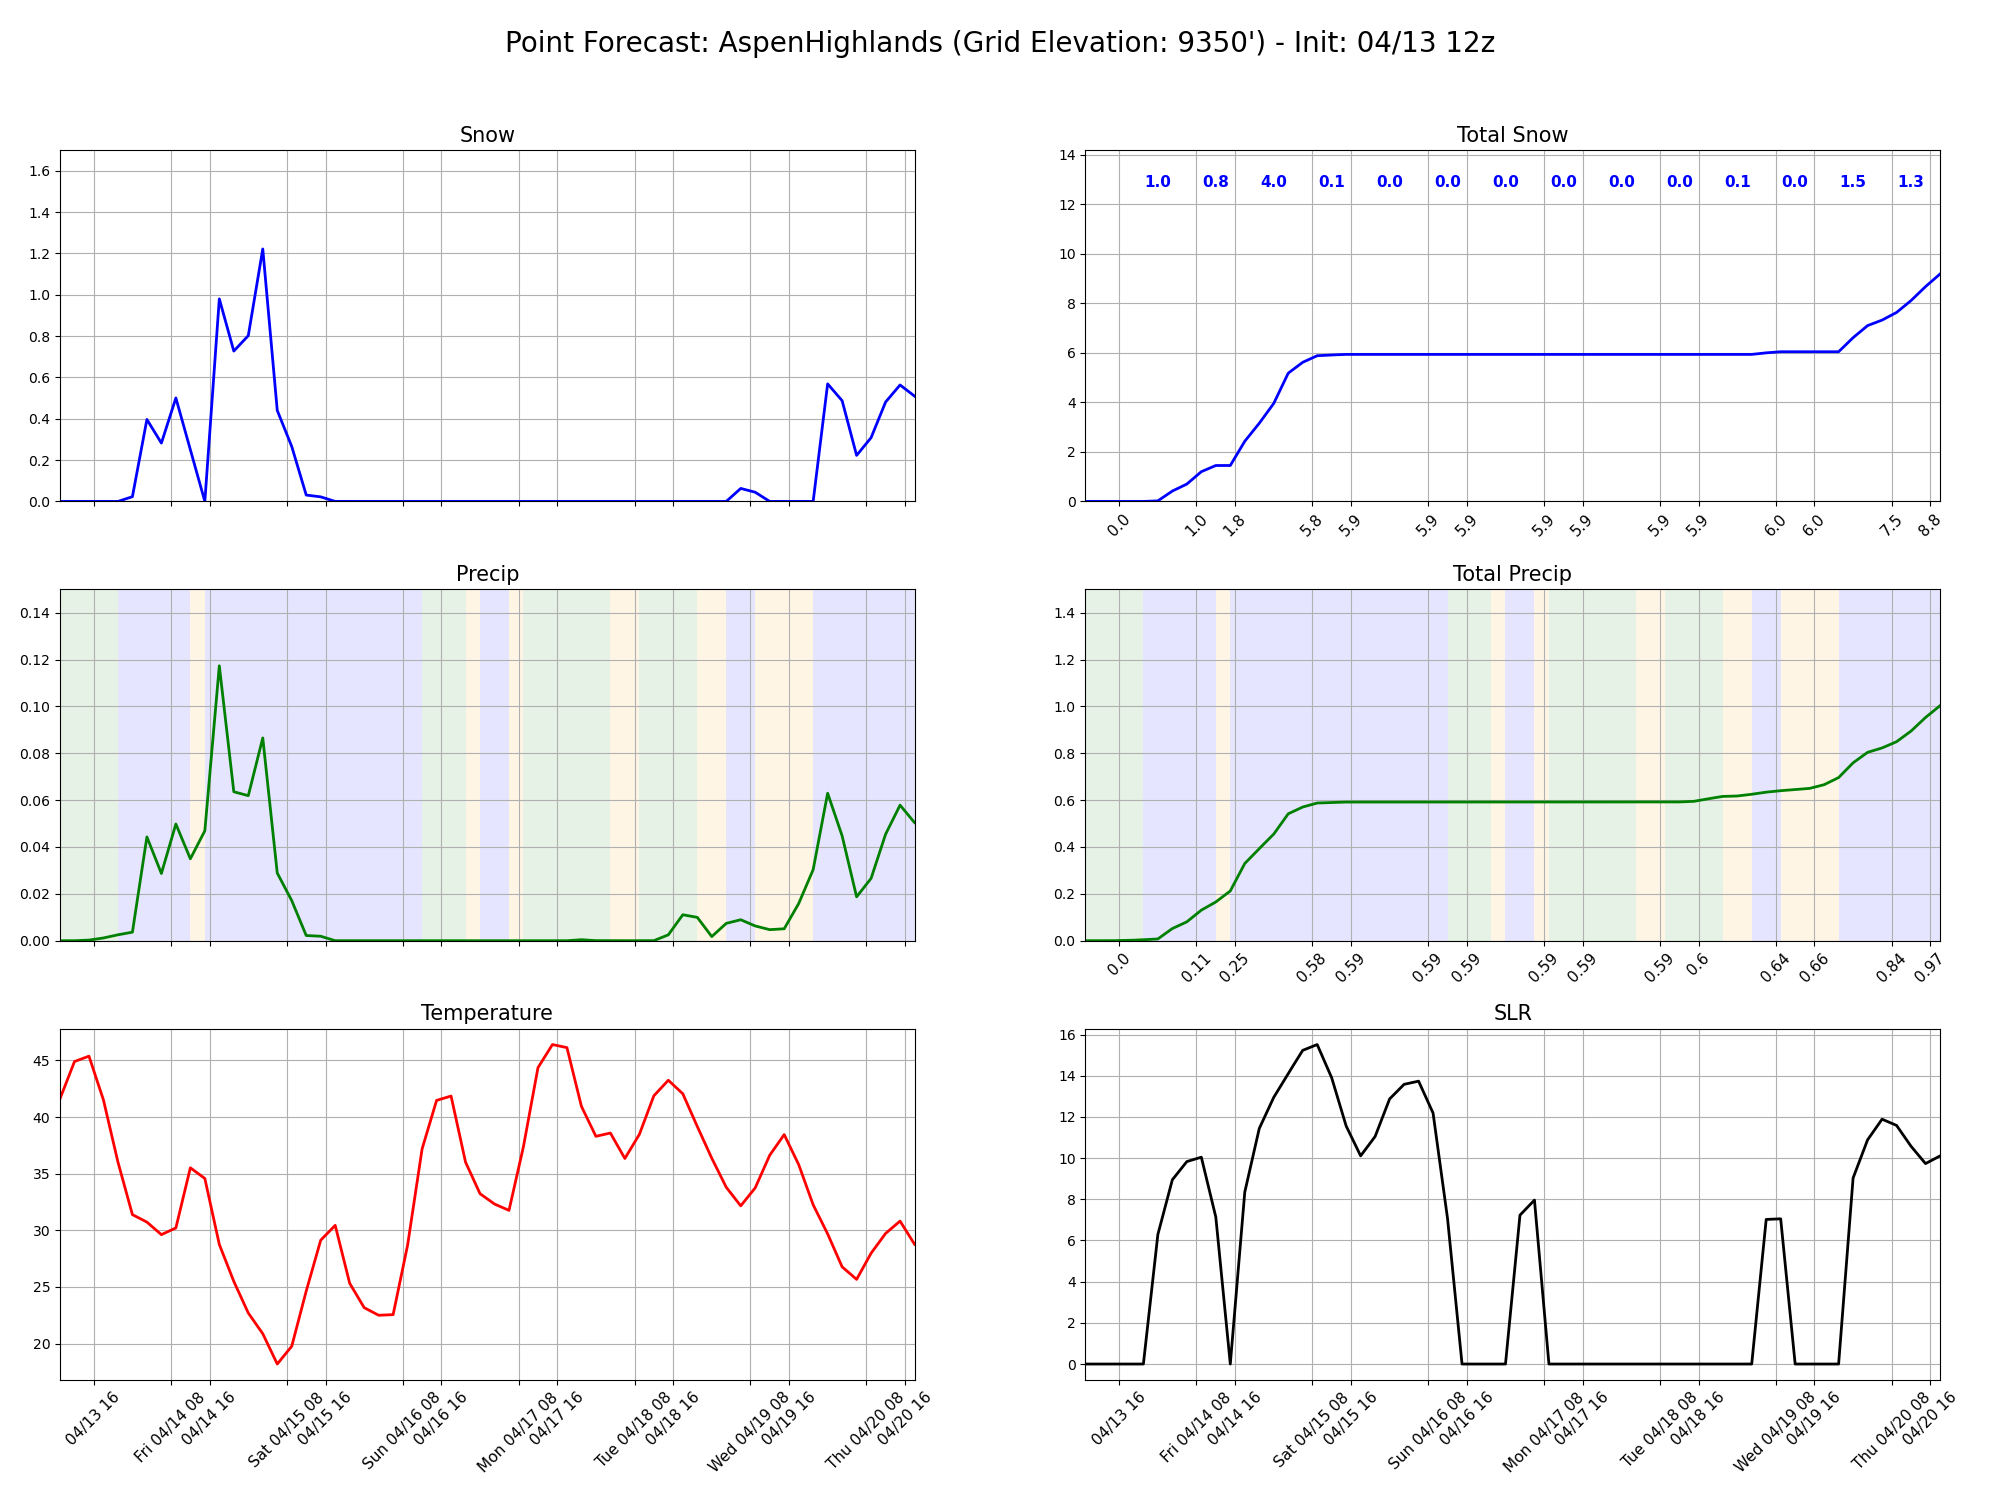 Point Forecast: AspenHighlands (Grid Elevation: 9350') - Init: 04/13 12z
Snow
1.6
1.4
1.2
1.0
0.8
0.6
0.4
0.2
0.0
Total Snow
14
12
10
8
6
4
2
0
1.0 0.8 4.0 0.1 0.0 0.0 0.0 0.0 0.0 0.0 0.1 0.0 1.5 1.3
0.0 1.0 1.8 5.8 5.9 5.9 5.9 5.9 5.9 5.9 5.9 6.0 6.0 7.5 8.8
Precip
0.14
0.12
0.10
0.08
0.06
0.04
0.02
0.00
Total Precip
1.4
1.2
1.0
0.8
0.6
0.4
0.2
0.0
0.0 0.11 0.25 0.58 0.59 0.59 0.59 0.59 0.59 0.59 0.6 0.64 0.66 0.84 0.97
Temperature
45
40
35
30
25
20
04/13 16
Fri 04/14 08
04/14 16
Sat 04/15 08
04/15 16
Sun 04/16 08
04/16 16
Mon 04/17 08
04/17 16
Tue 04/18 08
04/18 16
Wed 04/19 08
04/19 16
Thu 04/20 08
04/20 16
SLR
16
14
12
10
8
6
4
2
0
04/13 16
Fri 04/14 08
04/14 16
Sat 04/15 08
04/15 16
Sun 04/16 08
04/16 16
Mon 04/17 08
04/17 16
Tue 04/18 08
04/18 16
Wed 04/19 08
04/19 16
Thu 04/20 08
04/20 16